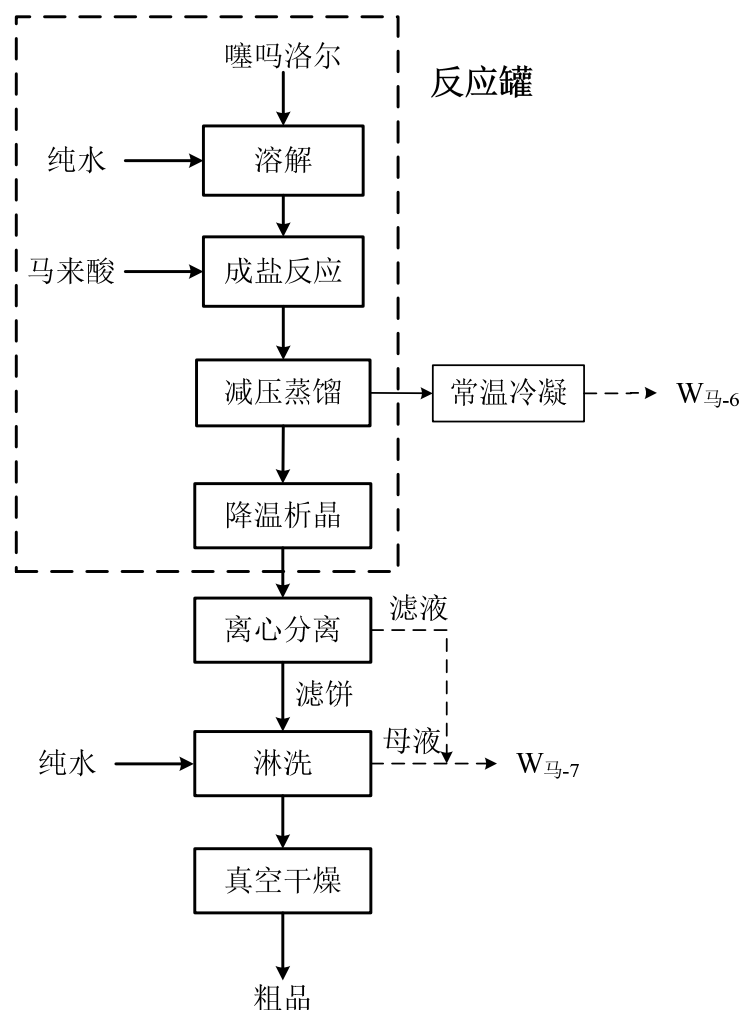 噻吗洛尔
反应罐
纯水
溶解
马来酸
成盐反应
减压蒸馏
常温冷凝
W马-6
降温析晶
离心分离
滤液
滤饼
母液
纯水
淋洗
W马-7
真空干燥
粗品